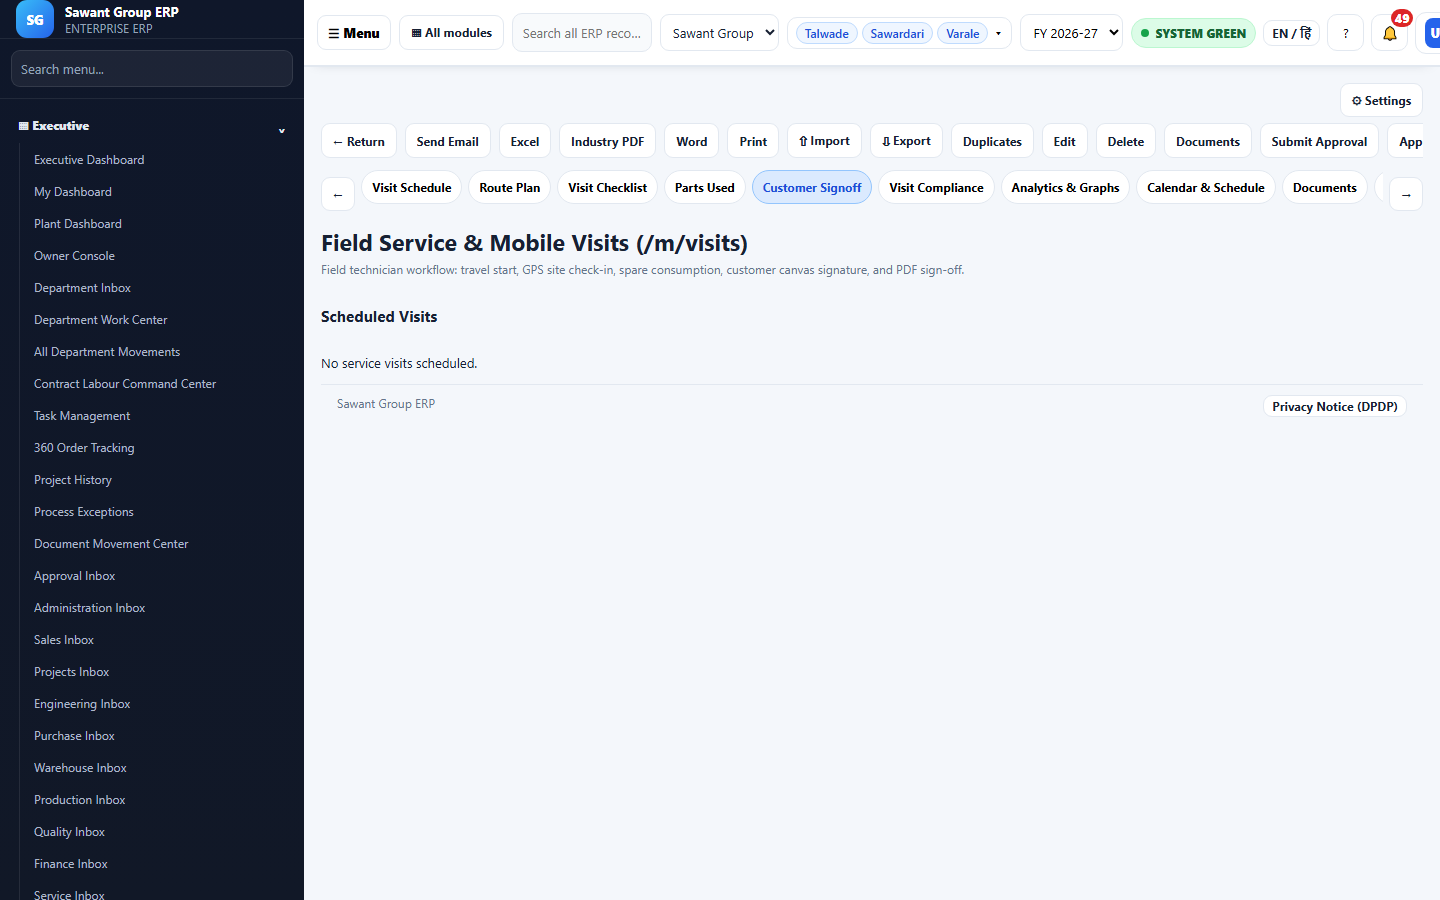 SG
Sawant Group ERP
ENTERPRISE ERP
Search menu...
Executive
Executive Dashboard
My Dashboard
Plant Dashboard
Owner Console
Department Inbox
Department Work Center
All Department Movements
Contract Labour Command Center
Task Management
360 Order Tracking
Project History
Process Exceptions
Document Movement Center
Approval Inbox
Administration Inbox
Sales Inbox
Projects Inbox
Engineering Inbox
Purchase Inbox
Warehouse Inbox
Production Inbox
Quality Inbox
Finance Inbox
Service Inbox
☰ Menu
All modules
Search all ERP reco...
Sawant Group
Talwade Sawardari Varale
FY 2026-27
SYSTEM GREEN
EN / हिं
?
49
U
⚙ Settings
← Return
Send Email
Excel
Industry PDF
Word
Print
⇧ Import
⇩ Export
Duplicates
Edit
Delete
Documents
Submit Approval
App
←
Visit Schedule
Route Plan
Visit Checklist
Parts Used
Customer Signoff
Visit Compliance
Analytics & Graphs
Calendar & Schedule
Documents
→
Field Service & Mobile Visits (/m/visits)
Field technician workflow: travel start, GPS site check-in, spare consumption, customer canvas signature, and PDF sign-off.
Scheduled Visits
No service visits scheduled.
Sawant Group ERP
Privacy Notice (DPDP)